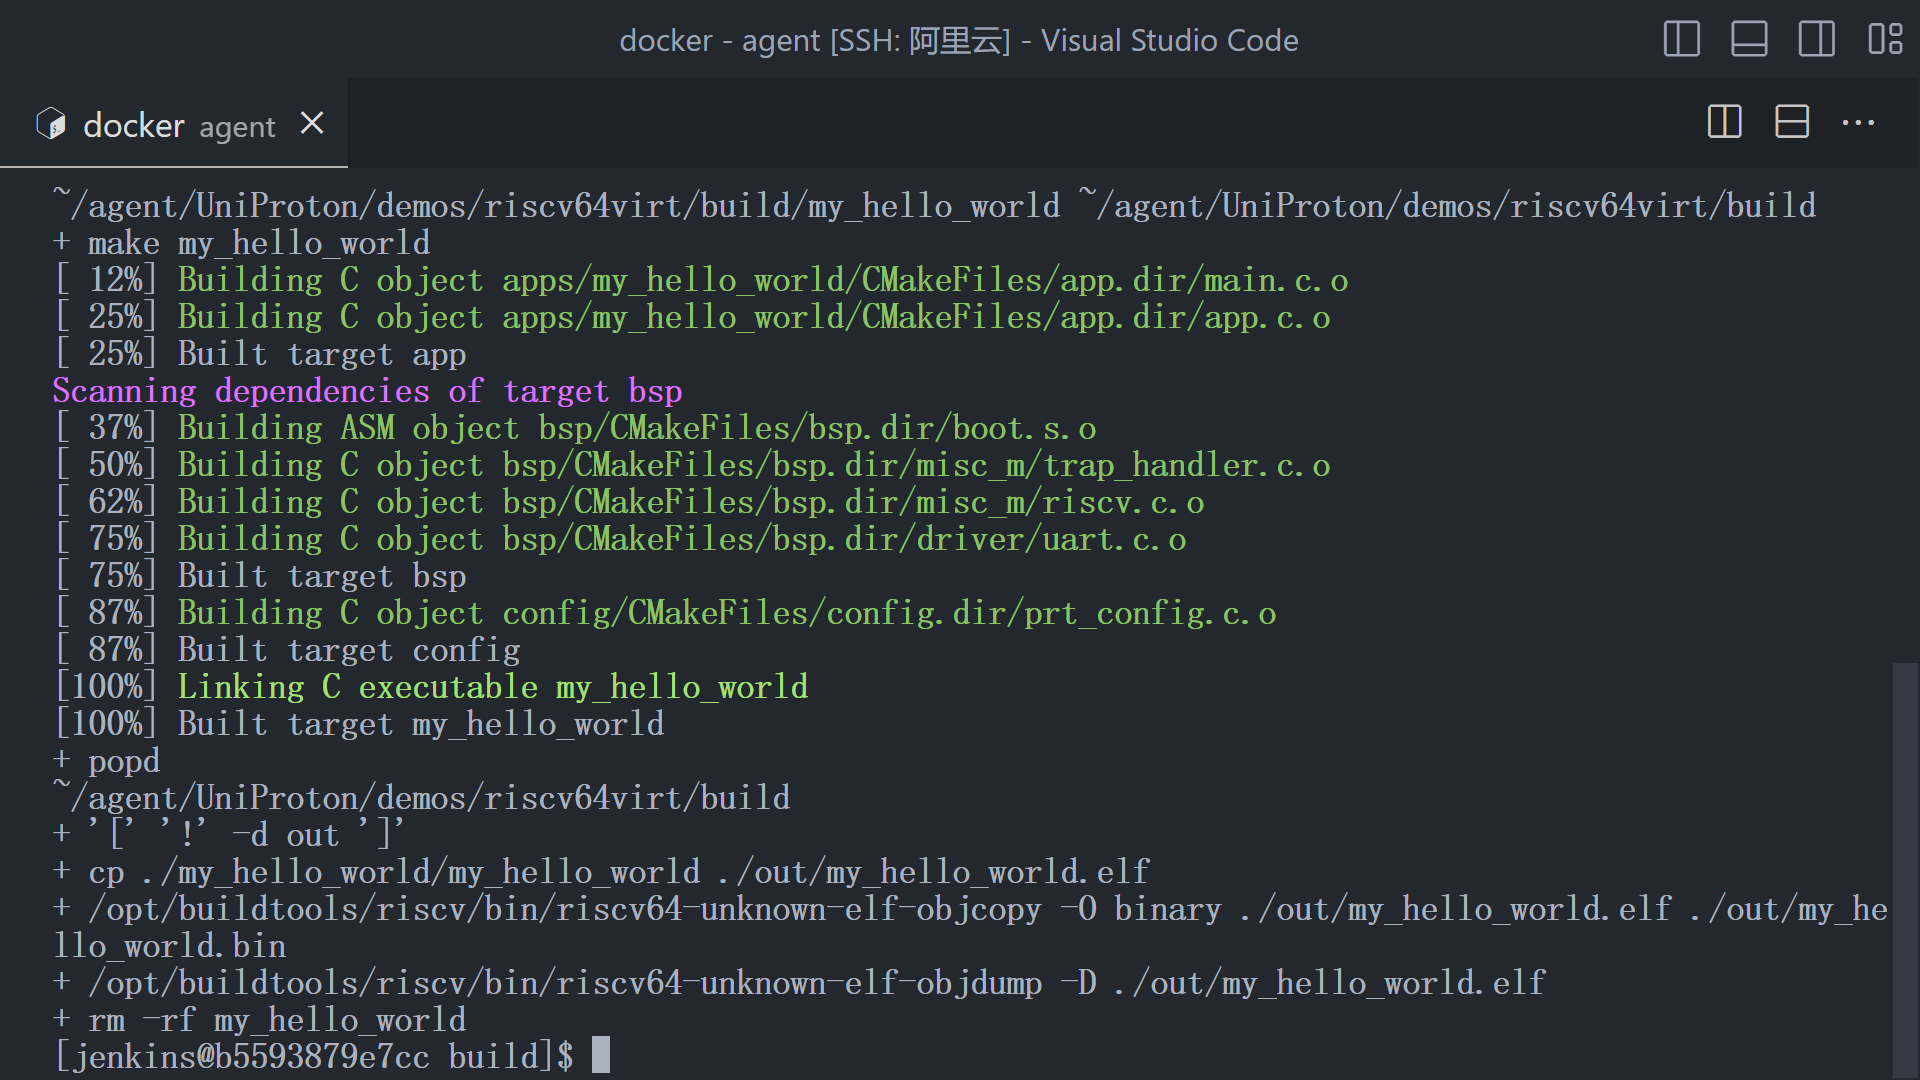 docker - agent [SSH: 阿里云] - Visual Studio Code
docker agent
~/agent/UniProton/demos/riscv64virt/build/my_hello_world ~/agent/UniProton/demos/riscv64virt/build
+ make my_hello_world
[ 12%] Building C object apps/my_hello_world/CMakeFiles/app.dir/main.c.o
[ 25%] Building C object apps/my_hello_world/CMakeFiles/app.dir/app.c.o
[ 25%] Built target app
Scanning dependencies of target bsp
[ 37%] Building ASM object bsp/CMakeFiles/bsp.dir/boot.s.o
[ 50%] Building C object bsp/CMakeFiles/bsp.dir/misc_m/trap_handler.c.o
[ 62%] Building C object bsp/CMakeFiles/bsp.dir/misc_m/riscv.c.o
[ 75%] Building C object bsp/CMakeFiles/bsp.dir/driver/uart.c.o
[ 75%] Built target bsp
[ 87%] Building C object config/CMakeFiles/config.dir/prt_config.c.o
[ 87%] Built target config
[100%] Linking C executable my_hello_world
[100%] Built target my_hello_world
+ popd
~/agent/UniProton/demos/riscv64virt/build
+ '[' '!' -d out ']'
+ cp ./my_hello_world/my_hello_world ./out/my_hello_world.elf
+ /opt/buildtools/riscv/bin/riscv64-unknown-elf-objcopy -O binary ./out/my_hello_world.elf ./out/my_he
llo_world.bin
+ /opt/buildtools/riscv/bin/riscv64-unknown-elf-objdump -D ./out/my_hello_world.elf
+ rm -rf my_hello_world
[jenkins@b5593879e7cc build]$